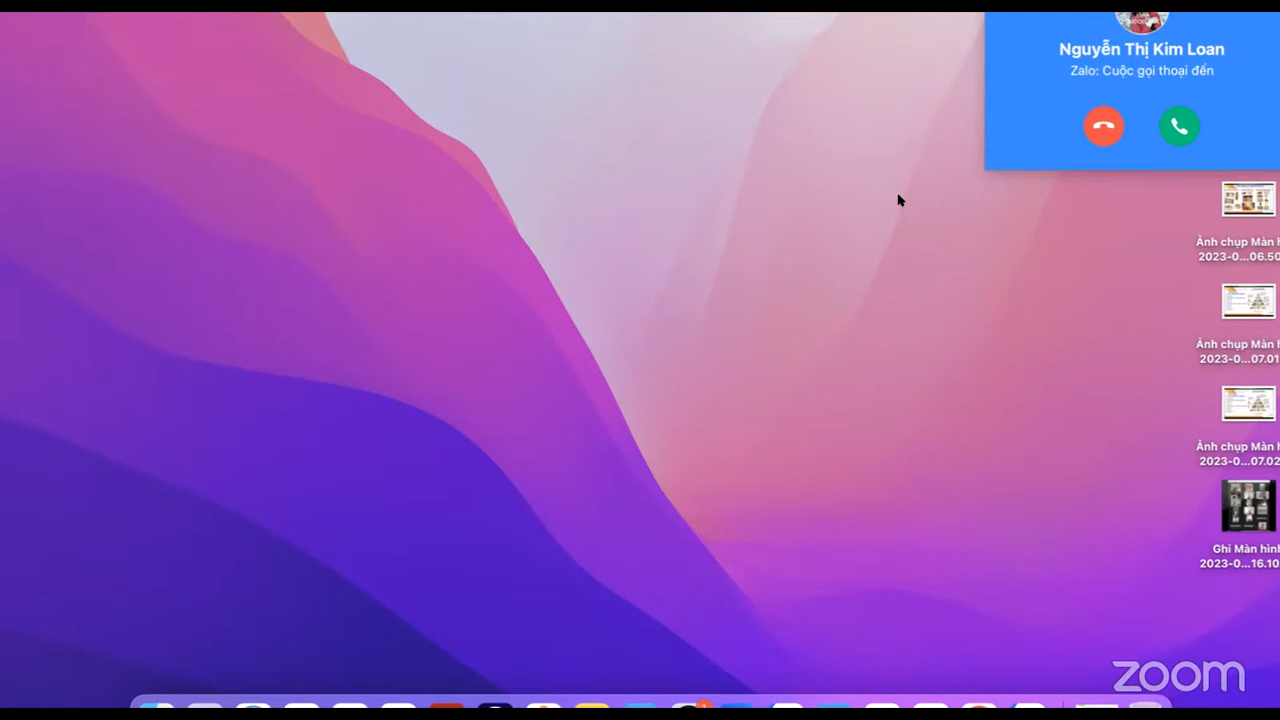 Nguyễn Thị Kim Loan
Zalo: Cuộc gọi thoại đến
Ảnh chụp Màn h
2023-0...06.50
Ảnh chụp Màn h
2023-0...07.01
Ảnh chụp Màn h
2023-0...07.02
Ghi Màn hình
2023-0...16.10
zoom